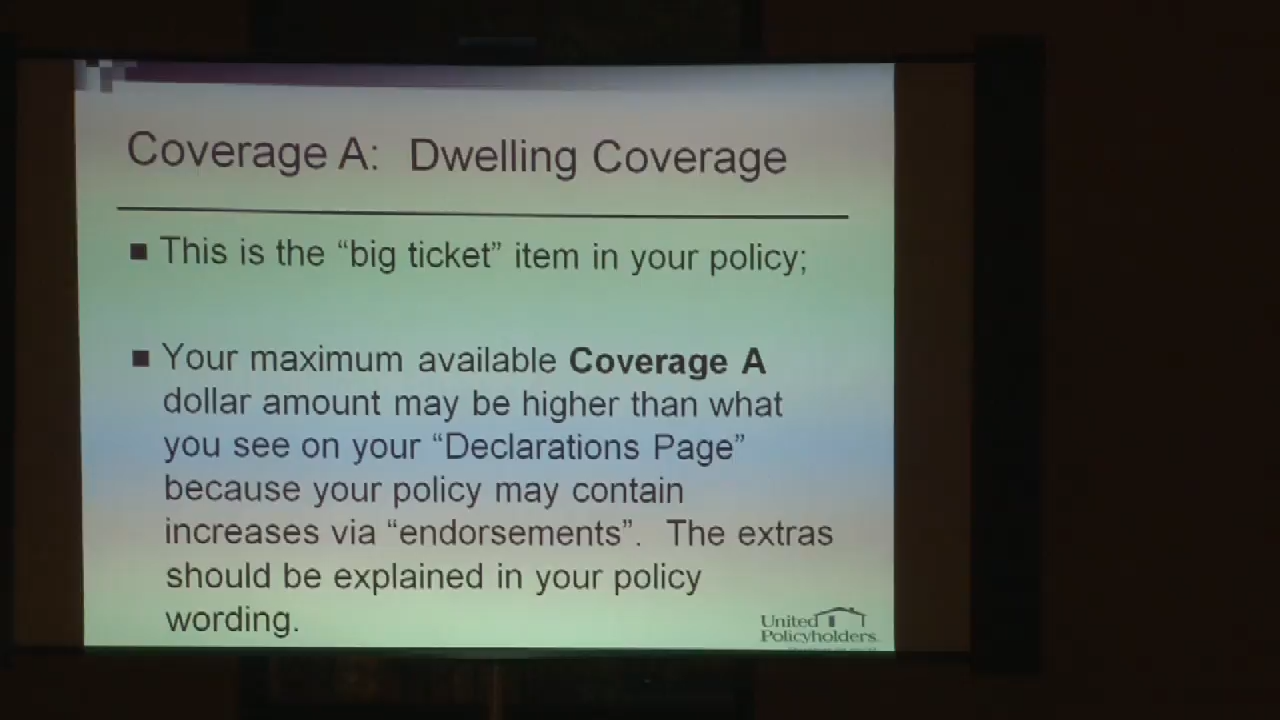 Coverage A: Dwelling Coverage
This is the “big ticket” item in your policy;
Your maximum available Coverage A
dollar amount may be higher than what
you see on your “Declarations Page”
because your policy may contain
increases via “endorsements”. The extras
should be explained in your policy
wording.
United
Policyholders